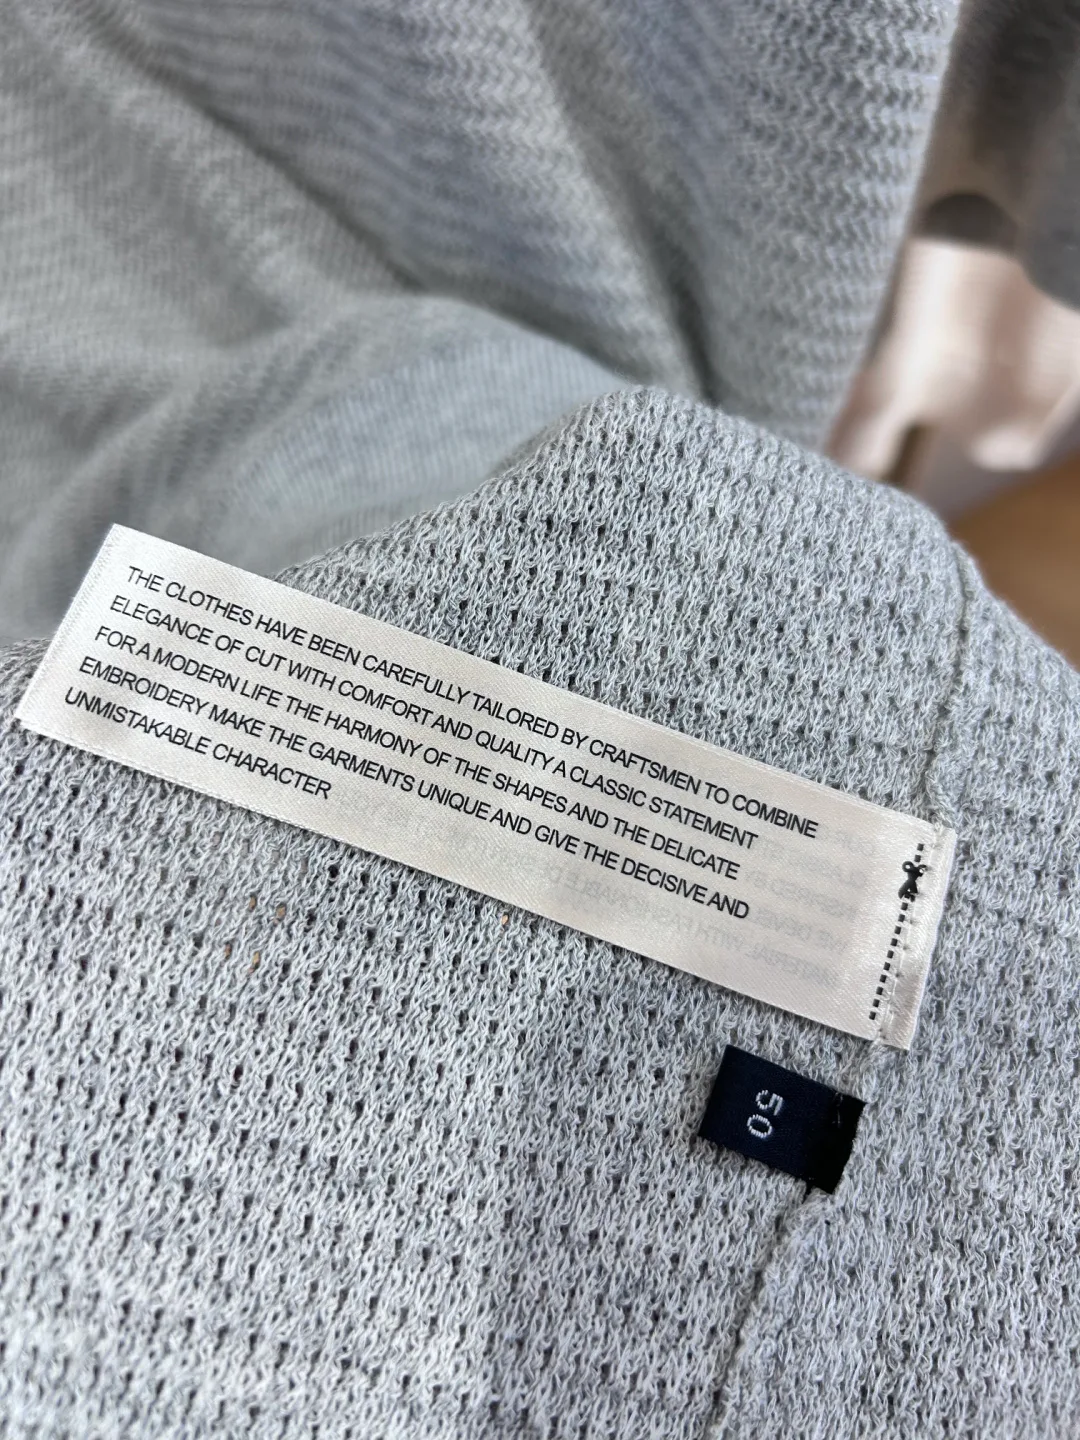 THE CLOTHES HAVE BEEN CAREFULLY TAILORED BY CRAFTSMEN TO COMBINE
ELEGANCE OF CUT WITH COMFORT AND QUALITY A CLASSIC STATEMENT
FOR A MODERN LIFE THE HARMONY OF THE SHAPES AND THE DELICATE
EMBROIDERY MAKE THE GARMENTS UNIQUE AND GIVE THE DECISIVE AND
UNMISTAKABLE CHARACTER
50